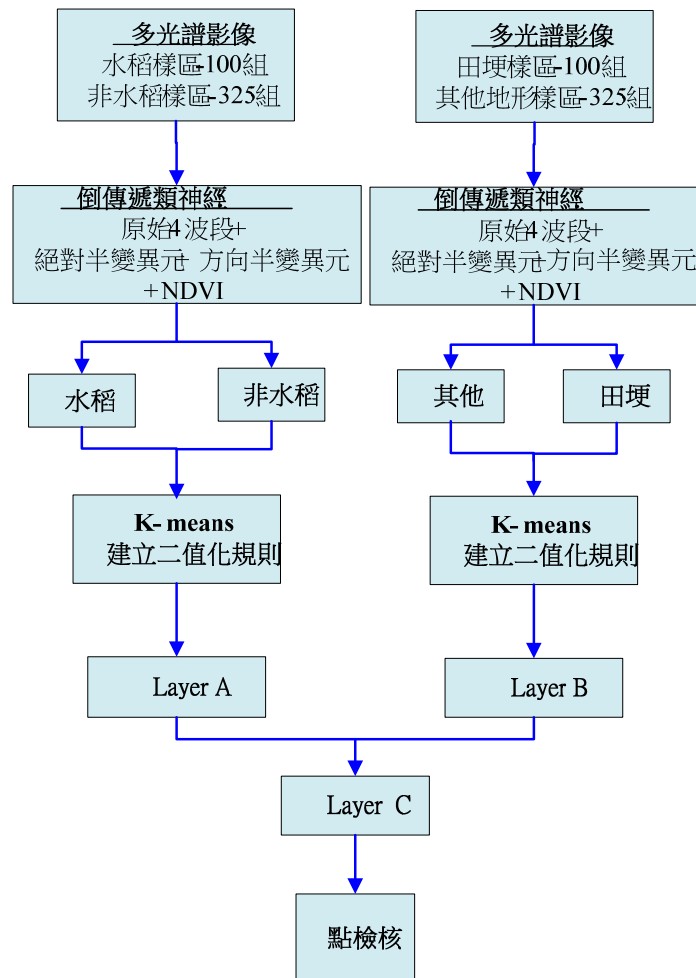 多光譜影像
水稻樣區-100組
非水稻樣區-325組
多光譜影像
田埂樣區-100組
其他地形樣區-325組
倒傳遞類神經
原始4波段+
絕對半變異元+ 方向半變異元
+NDVI
倒傳遞類神經
原始4波段+
絕對半變異元+方向半變異元
+NDVI
水稻
非水稻
其他
田埂
K- means
建立二值化規則
K- means
建立二值化規則
Layer A
Layer B
Layer C
點檢核